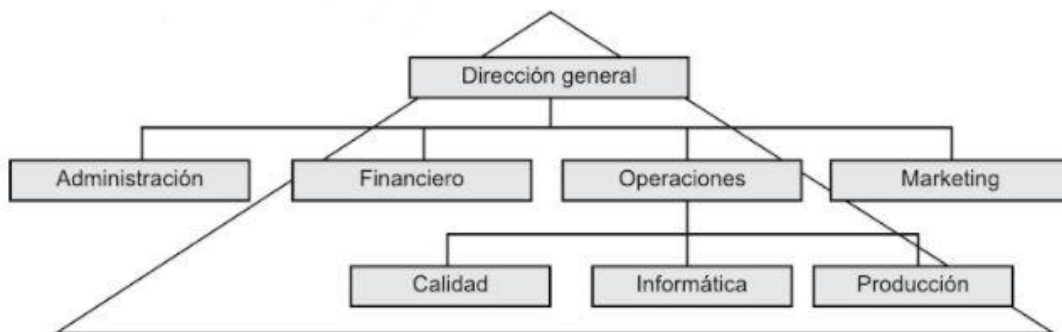 Dirección general
Administración
Financiero
Operaciones
Marketing
Calidad
Informática
Producción